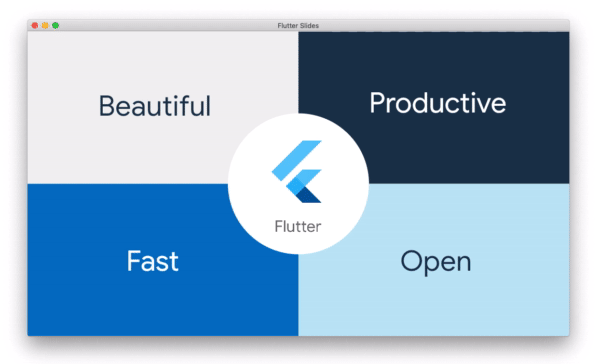 Flutter Slides
Beautiful
Productive
Flutter
Fast
Open